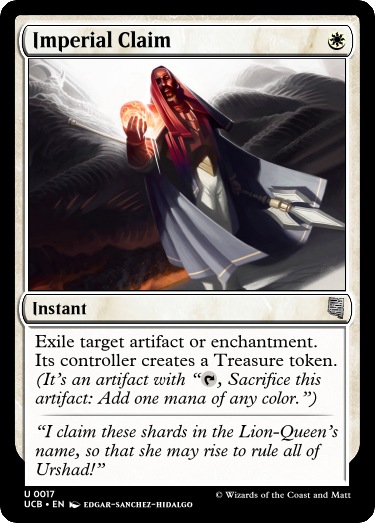 Imperial Claim
Instant
Exile target artifact or enchantment.
Its controller creates a Treasure token.
(It's an artifact with “, Sacrifice this
artifact: Add one mana of any color.”)
“I claim these shards in the Lion-Queen's
name, so that she may rise to rule all of
Urshad!”
U 0017
© Wizards of the Coast and Matt
UCB • EN EDGAR-SANCHEZ-HIDALGO